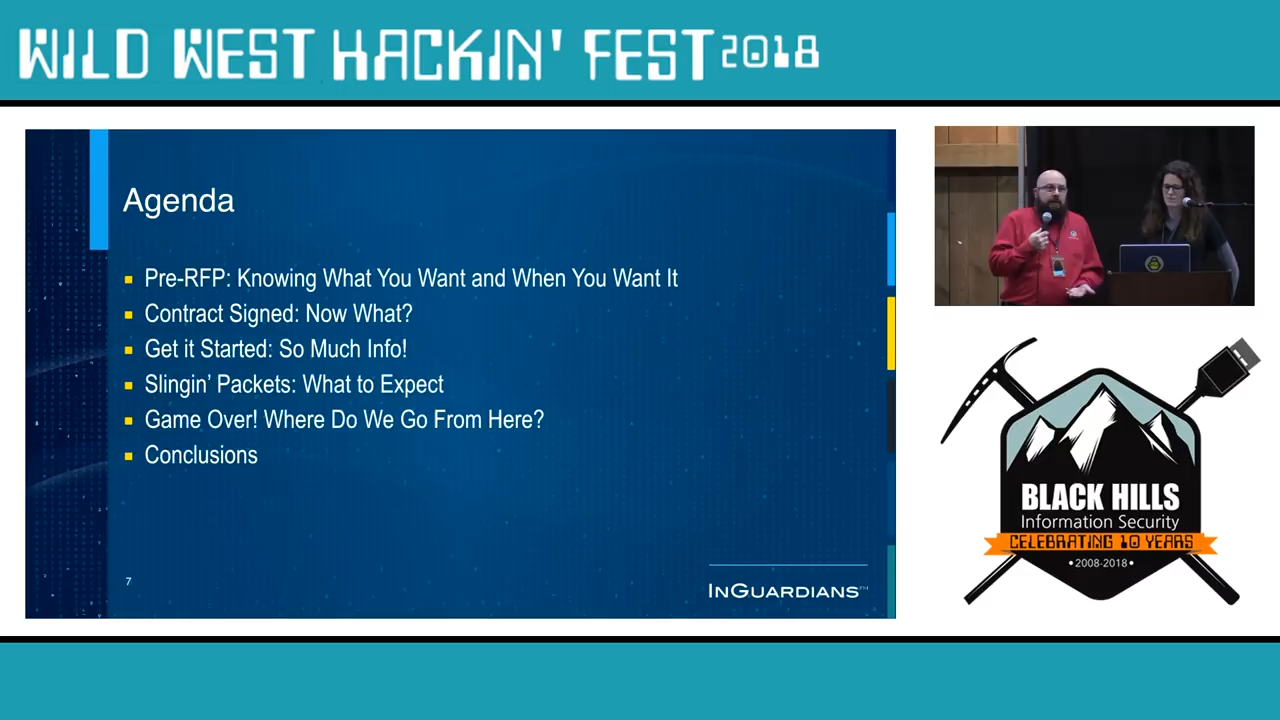 WILD WEST HACKIN' FEST 2018
Agenda
Pre-RFP: Knowing What You Want and When You Want It
Contract Signed: Now What?
Get it Started: So Much Info!
Slingin' Packets: What to Expect
Game Over! Where Do We Go From Here?
Conclusions
7
INGUARDIANS™
BLACK HILLS
Information Security
CELEBRATING 10 YEARS
•2008-2018•